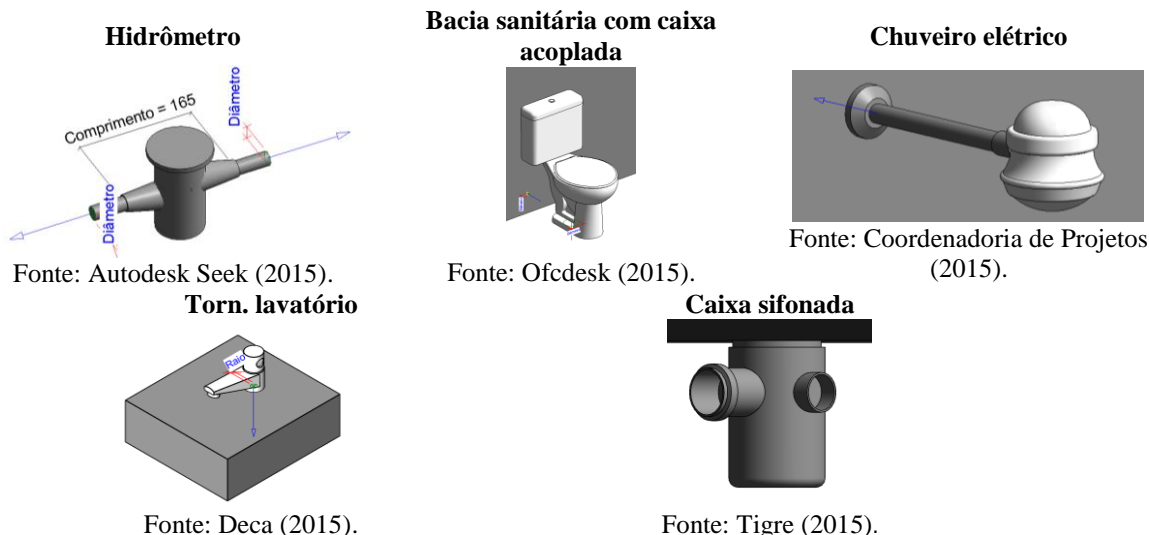 Hidrômetro
Comprimento = 165
Diâmetro
Diâmetro
Fonte: Autodesk Seek (2015).
Bacia sanitária com caixa
acoplada
Fonte: Ofcdesk (2015).
Chuveiro elétrico
Fonte: Coordenadoria de Projetos
(2015).
Torn. lavatório
Raio
Fonte: Deca (2015).
Caixa sifonada
Fonte: Tigre (2015).